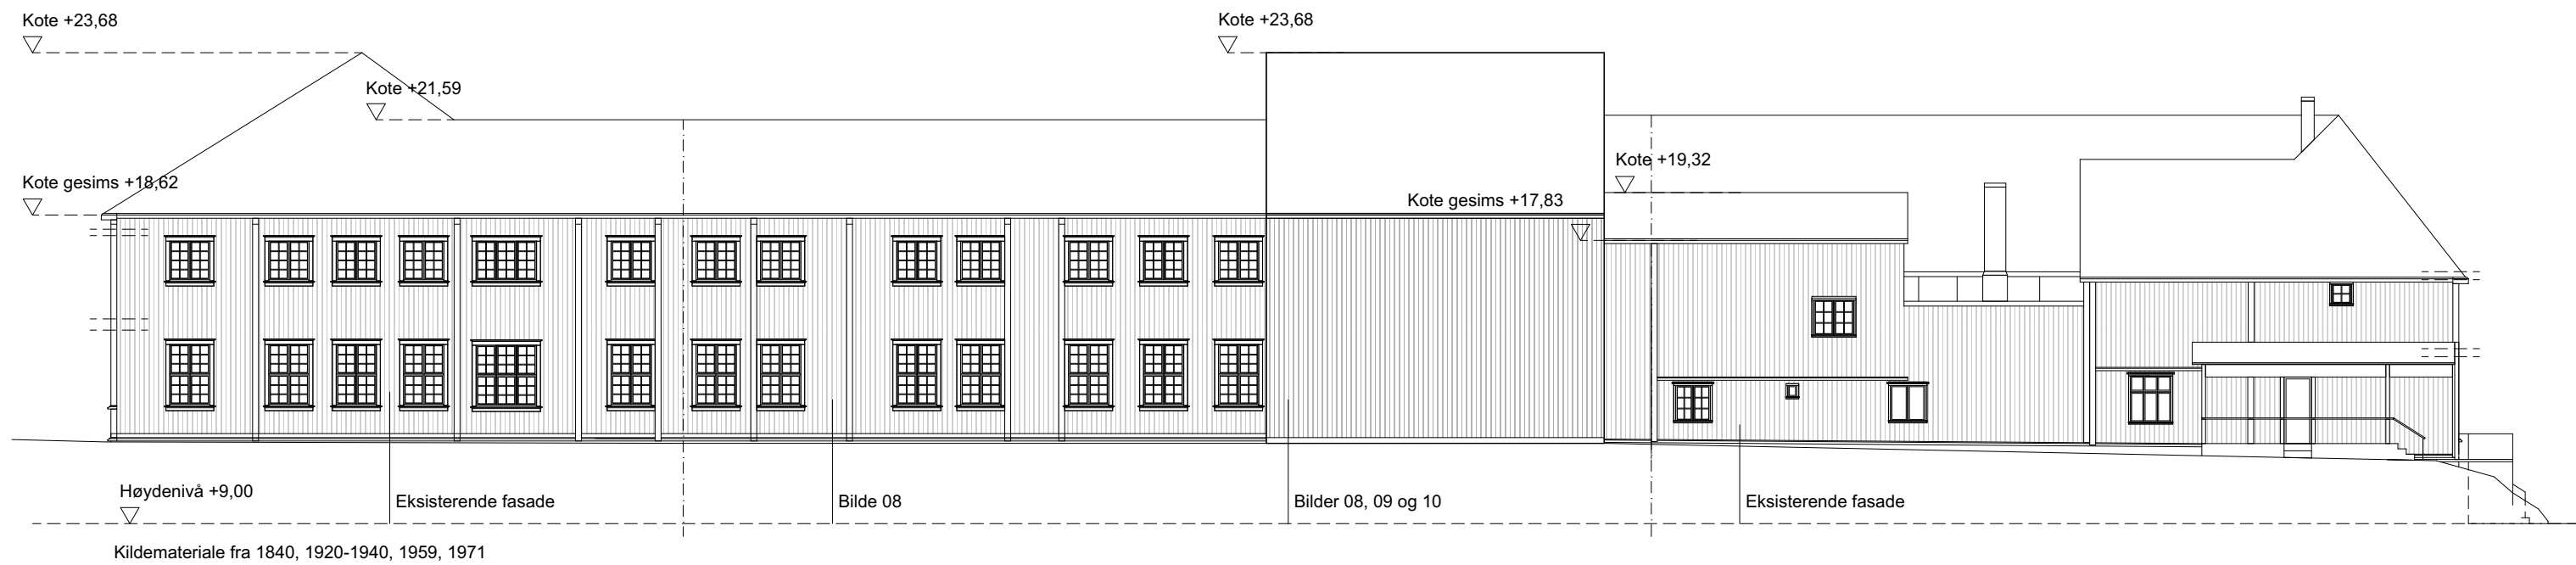 Kote +23,68
Kote +23,68
Kote +21,59
Kote +19,32
Kote gesims +18,62
Kote gesims +17,83
Høydenivå +9,00
Eksisterende fasade
Bilde 08
Bilder 08, 09 og 10
Eksisterende fasade
Kildemateriale fra 1840, 1920-1940, 1959, 1971